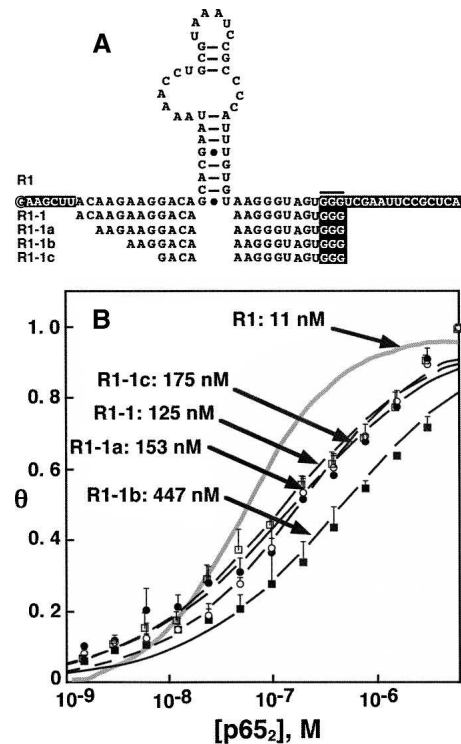 A
AA
A U
U C
G C
C G
C C U G C
C C
A C
A
A A A U A
A U
A U
G U
C G
A U
C G
R1
GAAGCUUACAAGAAGGACAG UAAGGGUAGUGGGUCGAAUUCCGCUCA
R1-1 ACAAGAAGGACAG AAGGGUAGUGGG
R1-1a AAGAAGGACA AAGGGUAGUGGG
R1-1b AAGGACA AAGGGUAGUGGG
R1-1c GACA AAGGGUAGUGGG
B
R1: 11 nM
R1-1c: 175 nM
R1-1: 125 nM
R1-1a: 153 nM
R1-1b: 447 nM
1.0
0.8
0.6
θ
0.4
0.2
0
10-9 10-8 10-7 10-6
[p652], M